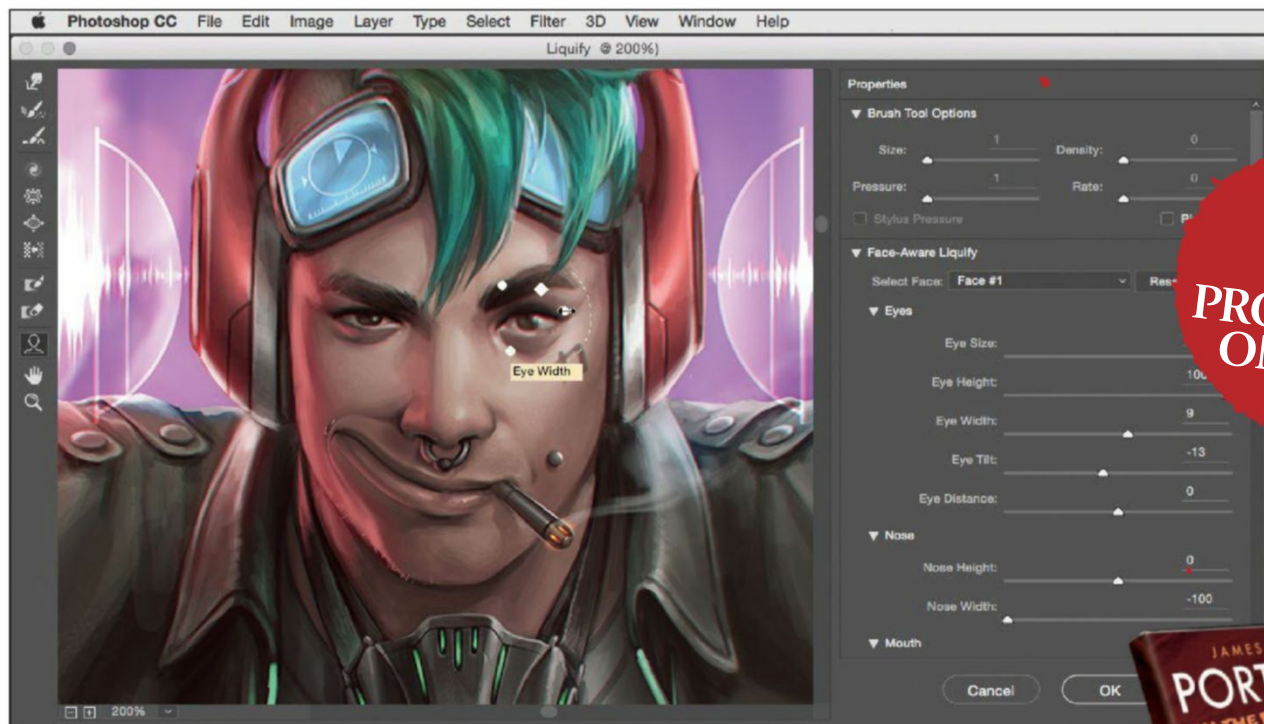 Photoshop CC File Edit Image Layer Type Select Filter 3D View Window Help
Liquify @ 200%)
Properties
Brush Tool Options
Size: 1 Density: 0
Pressure: 1 Rate: 0
Stylus Pressure
Face-Aware Liquify
Select Face: Face #1
Eyes
Eye Size:
Eye Height: 100
Eye Width: 9
Eye Tilt: -13
Eye Distance: 0
Nose
Nose Height: 0
Nose Width: -100
Mouth
Cancel OK
Eye Width
200%
JAMES